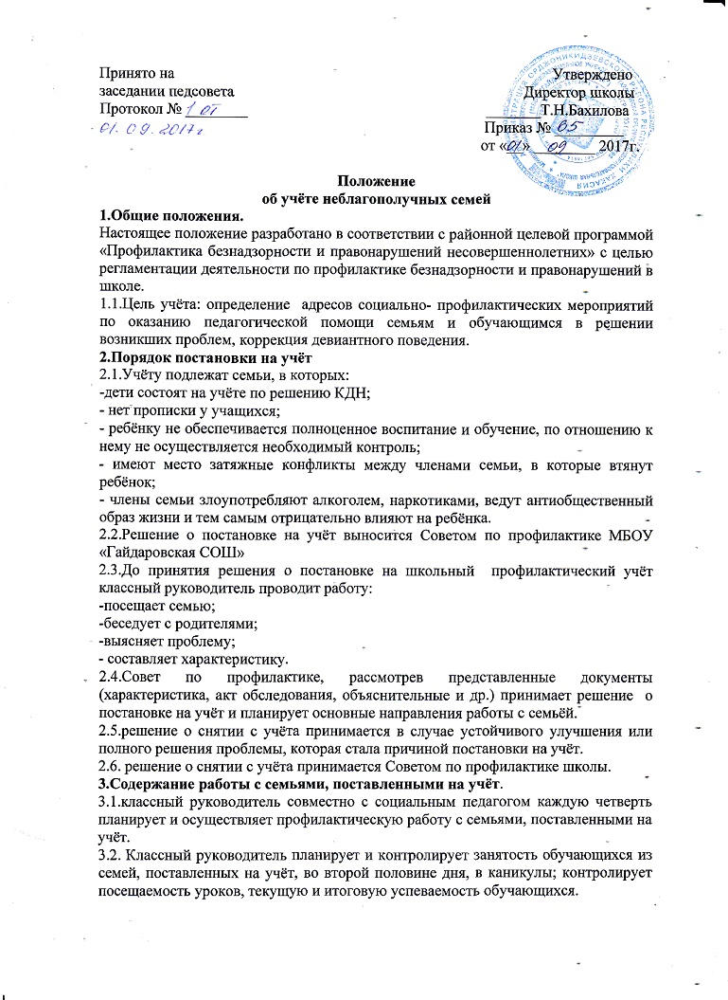 Принято на Утверждено
заседании педсовета Директор школы
Протокол № 1 от ________Т.Н.Бахилова
01. 09. 2017г Приказ № 65
от «01» 09 2017г.
Положение
об учёте неблагополучных семей
1.Общие положения.
Настоящее положение разработано в соответствии с районной целевой программой
«Профилактика безнадзорности и правонарушений несовершеннолетних» с целью
регламентации деятельности по профилактике безнадзорности и правонарушений в
школе.
1.1.Цель учёта: определение адресов социально- профилактических мероприятий
по оказанию педагогической помощи семьям и обучающимся в решении
возникших проблем, коррекция девиантного поведения.
2.Порядок постановки на учёт
2.1.Учёту подлежат семьи, в которых:
-дети состоят на учёте по решению КДН;
- нет прописки у учащихся;
- ребёнку не обеспечивается полноценное воспитание и обучение, по отношению к
нему не осуществляется необходимый контроль;
- имеют место затяжные конфликты между членами семьи, в которые втянут
ребёнок;
- члены семьи злоупотребляют алкоголем, наркотиками, ведут антиобщественный
образ жизни и тем самым отрицательно влияют на ребёнка.
2.2.Решение о постановке на учёт выносится Советом по профилактике МБОУ
«Гайдаровская СОШ»
2.3.До принятия решения о постановке на школьный профилактический учёт
классный руководитель проводит работу:
-посещает семью;
-беседует с родителями;
-выясняет проблему;
- составляет характеристику.
2.4.Совет по профилактике, рассмотрев представленные документы
(характеристика, акт обследования, объяснительные и др.) принимает решение о
постановке на учёт и планирует основные направления работы с семьёй.
2.5.решение о снятии с учёта принимается в случае устойчивого улучшения или
полного решения проблемы, которая стала причиной постановки на учёт.
2.6. решение о снятии с учёта принимается Советом по профилактике школы.
3.Содержание работы с семьями, поставленными на учёт.
3.1.классный руководитель совместно с социальным педагогом каждую четверть
планирует и осуществляет профилактическую работу с семьями, поставленными на
учёт.
3.2. Классный руководитель планирует и контролирует занятость обучающихся из
семей, поставленных на учёт, во второй половине дня, в каникулы; контролирует
посещаемость уроков, текущую и итоговую успеваемость обучающихся.